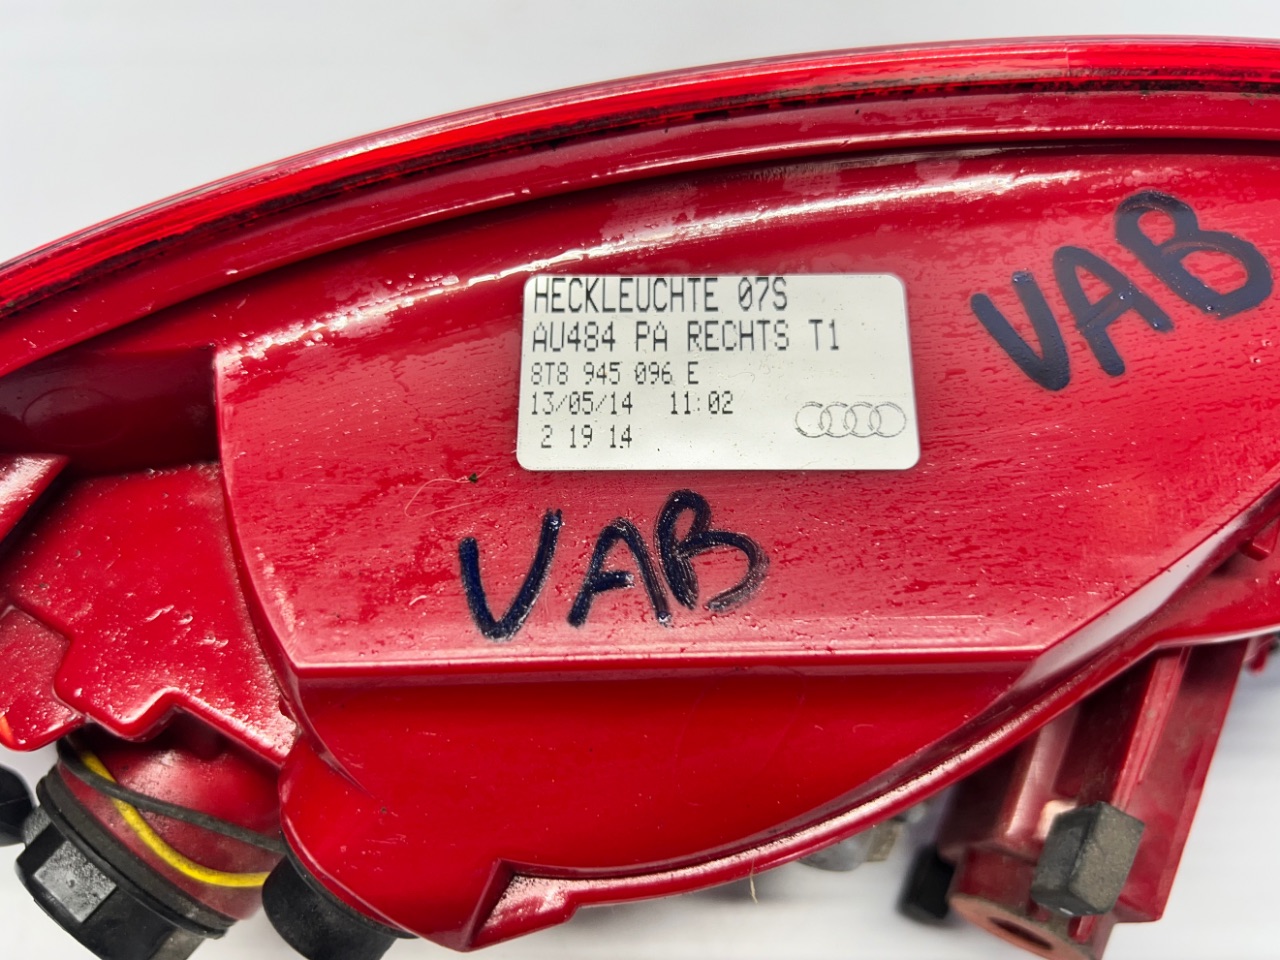 VAB
HECKLEUCHTE 07S
AU484 PA RECHTS T1
8T8 945 096 E
13/05/14 11:02
2 19 14
VAB